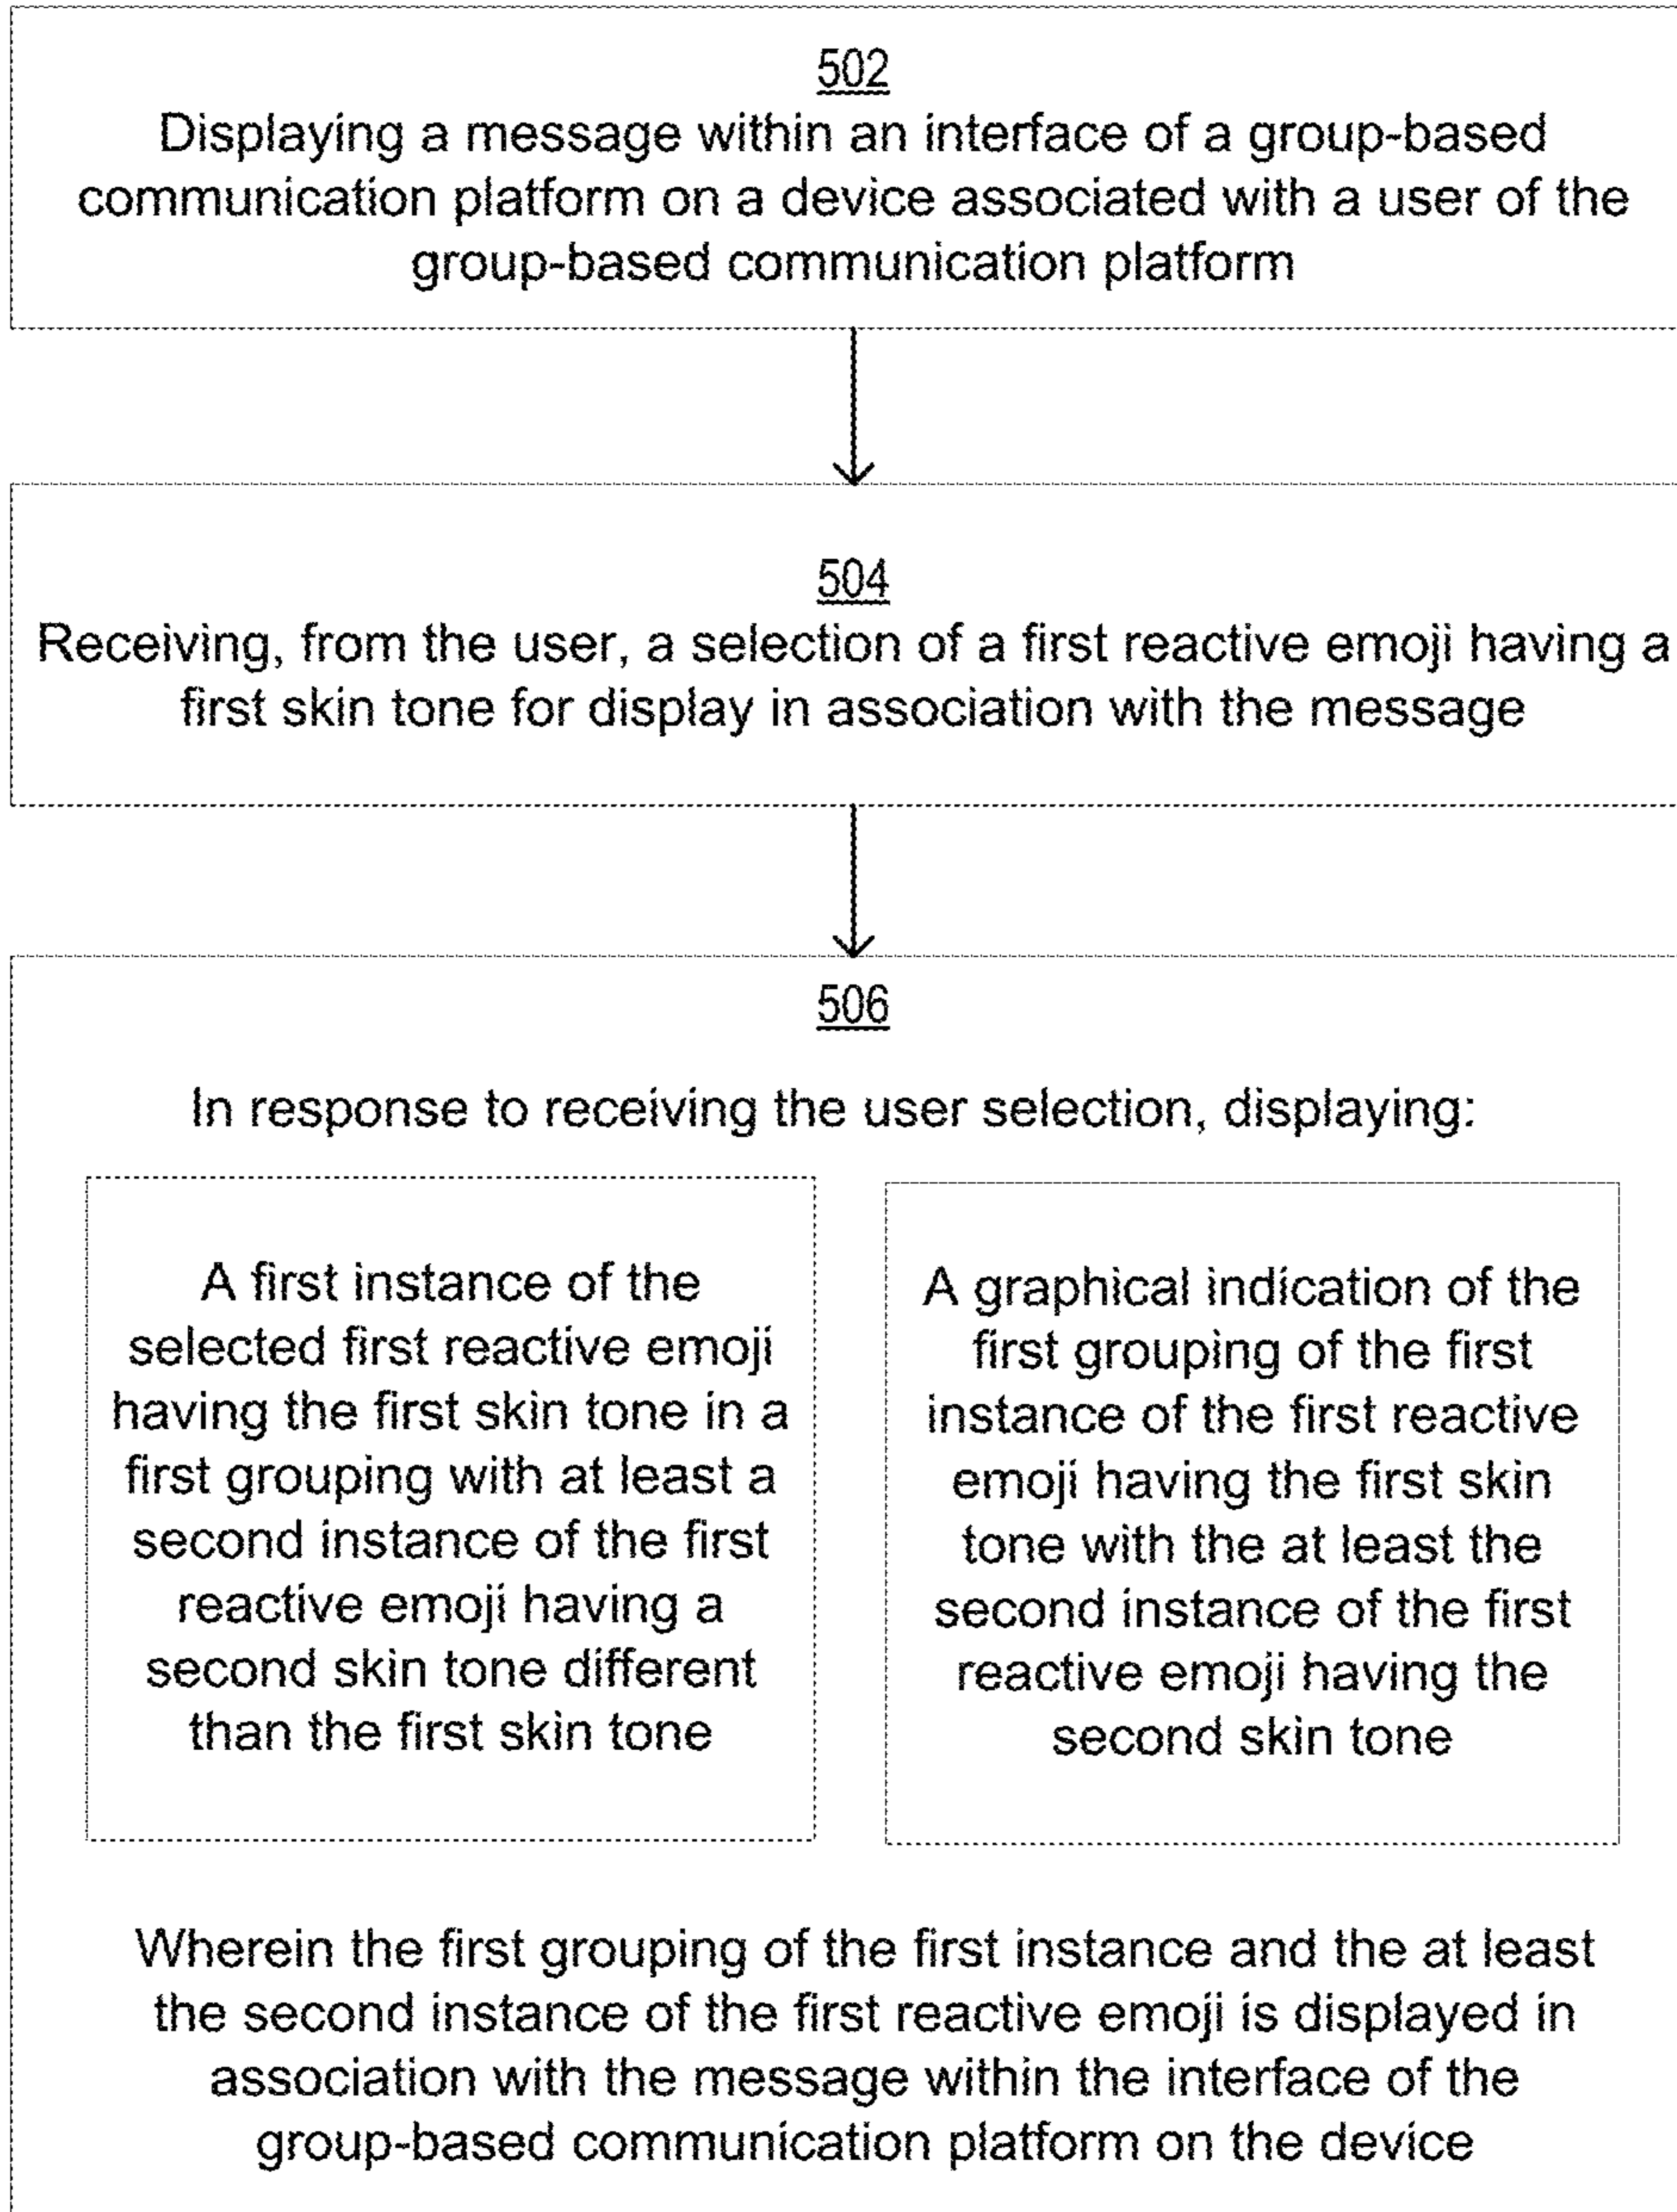 502
Displaying a message within an interface of a group-based
communication platform on a device associated with a user of the
group-based communication platform
504
Receiving, from the user, a selection of a first reactive emoji having a
first skin tone for display in association with the message
506
In response to receiving the user selection, displaying:
A first instance of the
selected first reactive emoji
having the first skin tone in a
first grouping with at least a
second instance of the first
reactive emoji having a
second skin tone different
than the first skin tone
A graphical indication of the
first grouping of the first
instance of the first reactive
emoji having the first skin
tone with the at least the
second instance of the first
reactive emoji having the
second skin tone
Wherein the first grouping of the first instance and the at least
the second instance of the first reactive emoji is displayed in
association with the message within the interface of the
group-based communication platform on the device